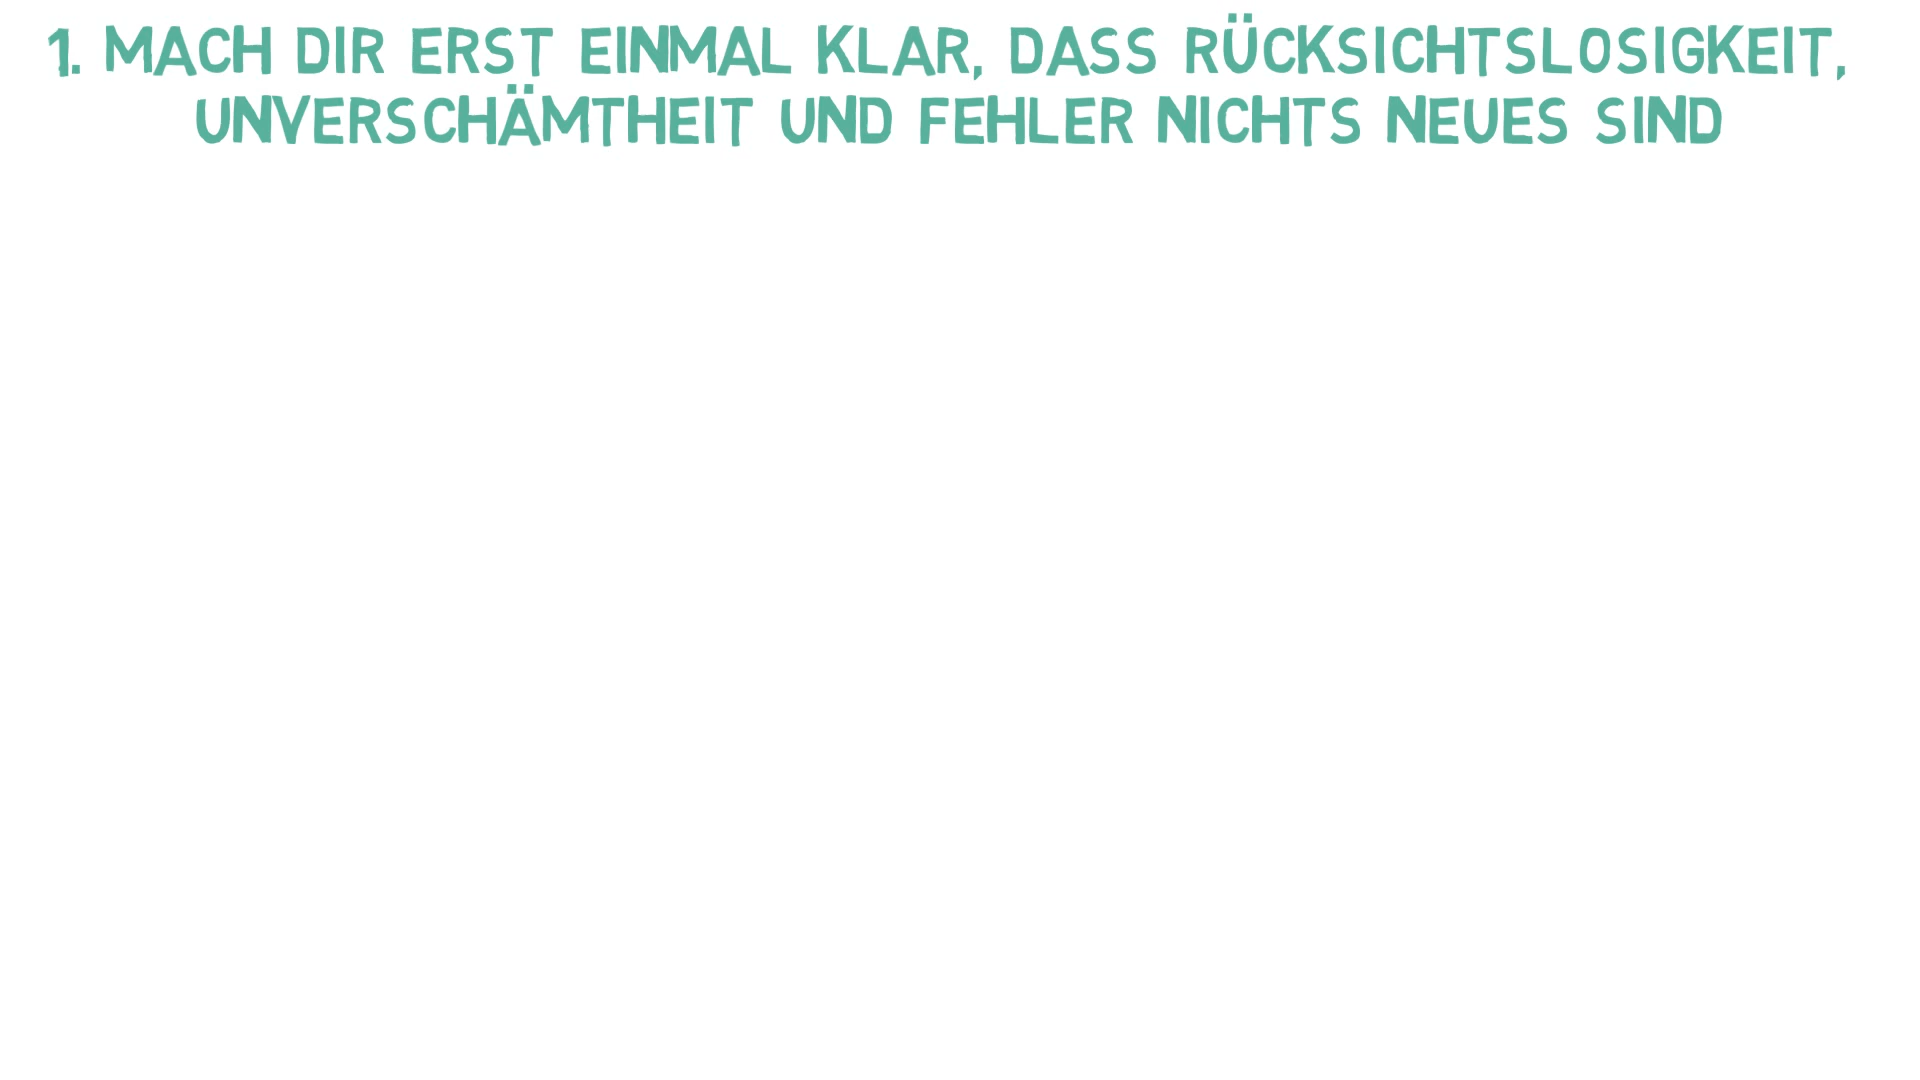 1. MACH DIR ERST EINMAL KLAR, DASS RÜCKSICHTSLOSIGKEIT,
UNVERSCHÄMTHEIT UND FEHLER NICHTS NEUES SIND